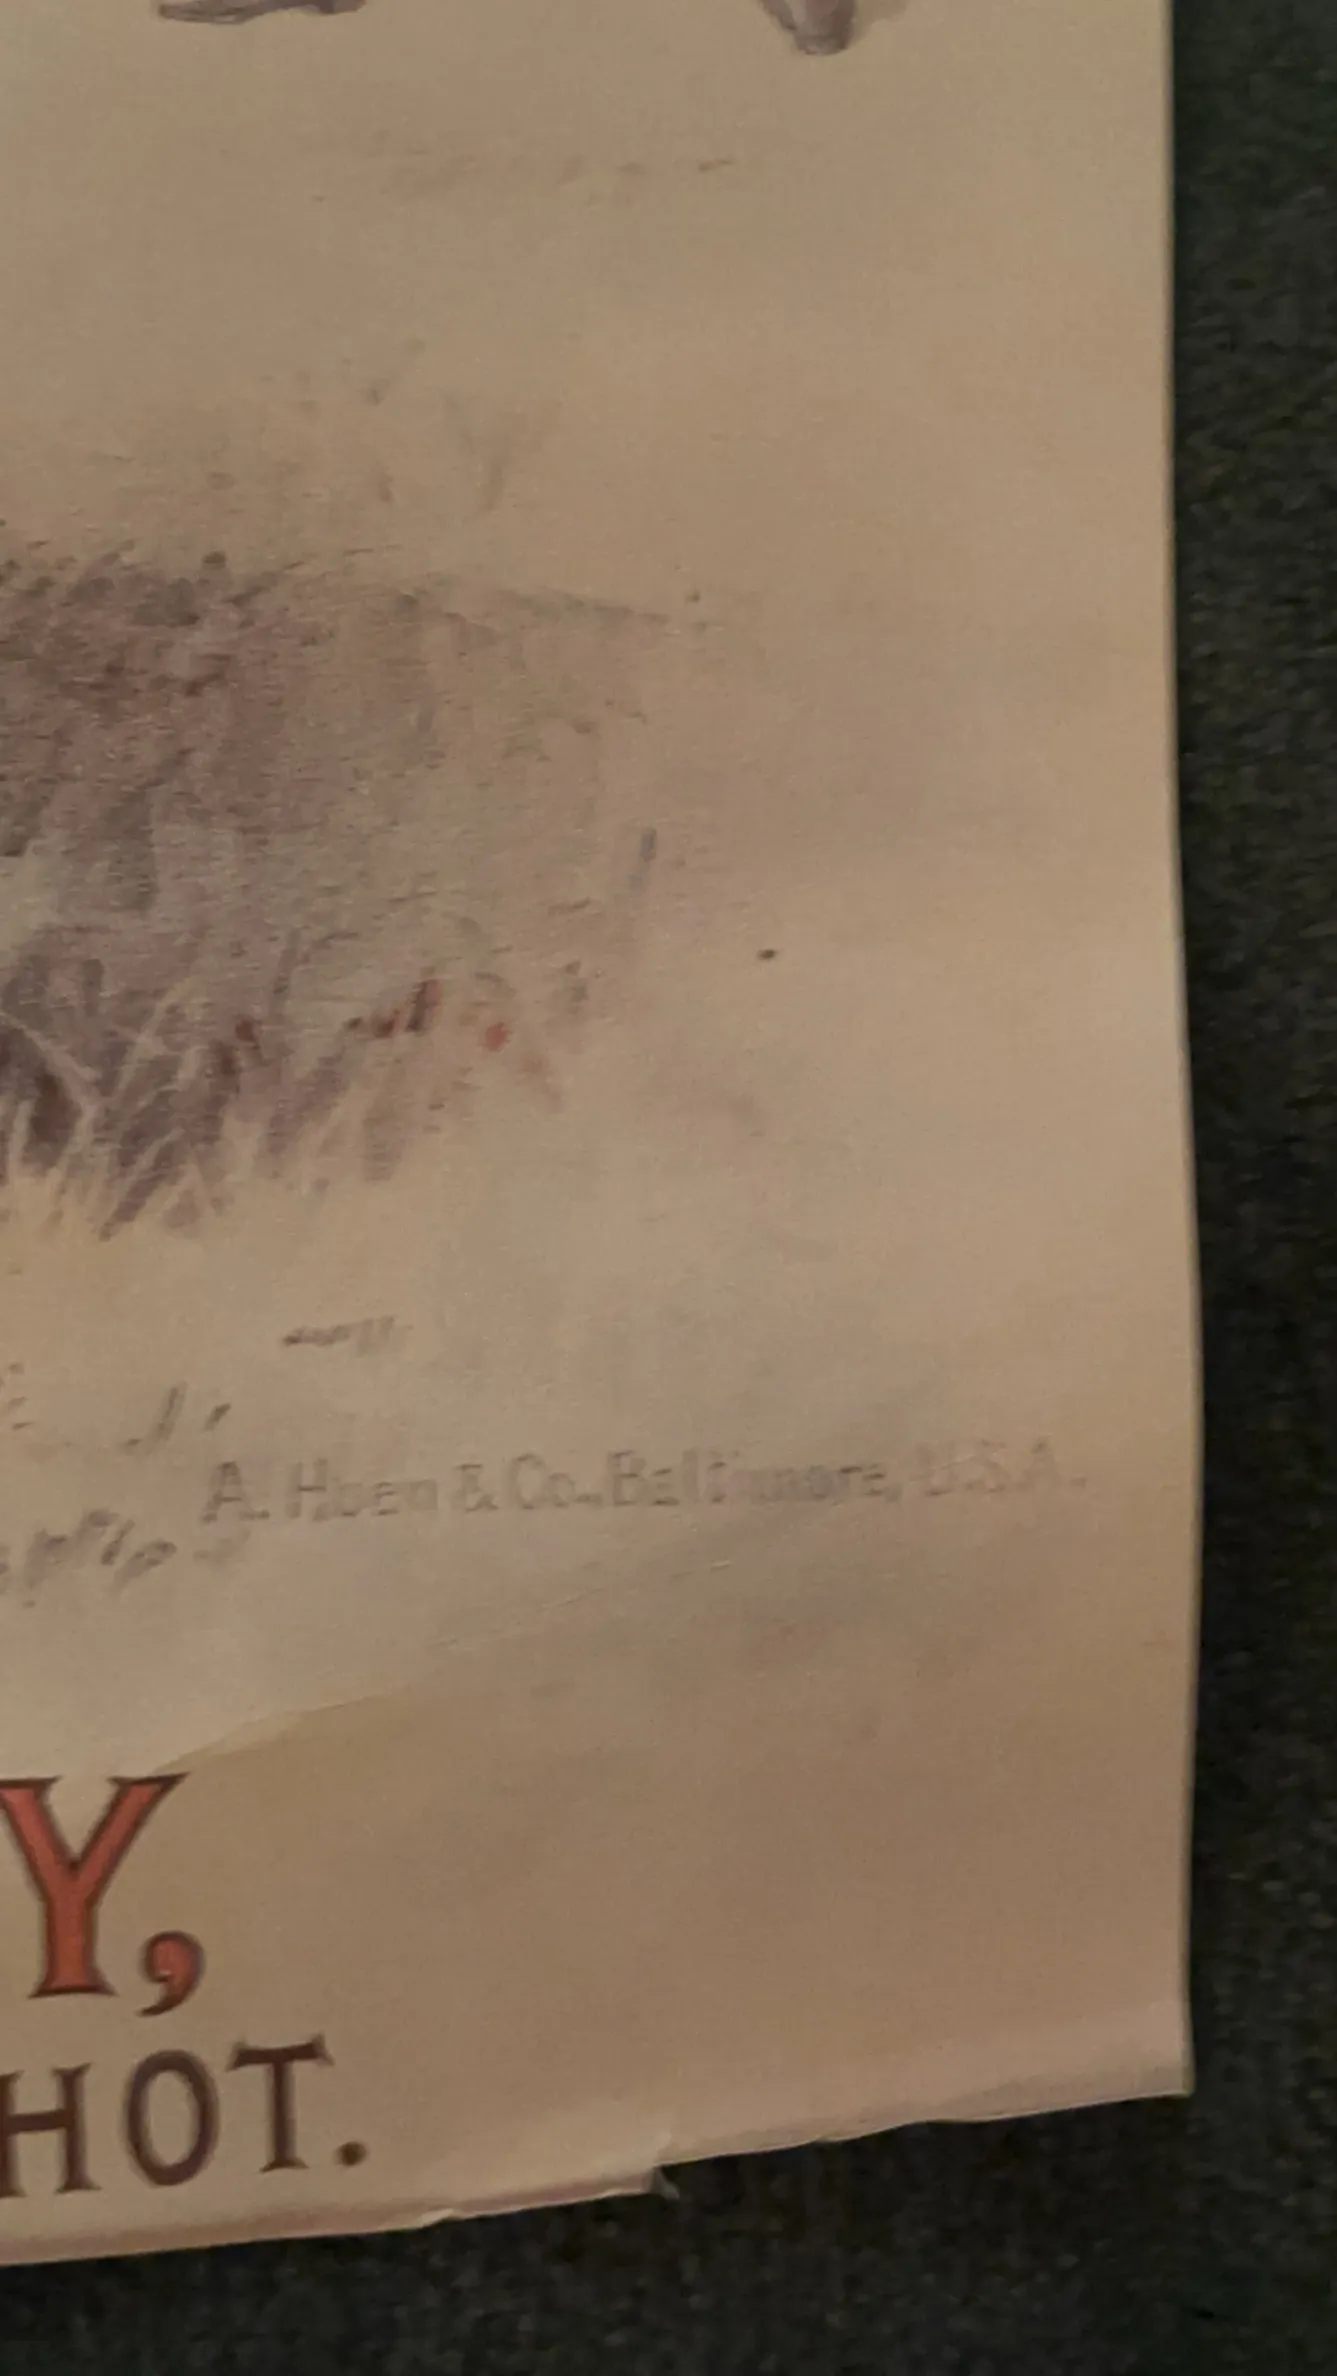 A. Hoen & Co., Baltimore, U.S.A.
Y,
HOT.